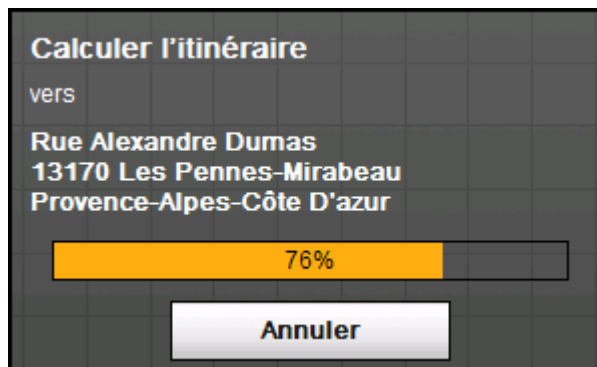 Calculer l'itinéraire
vers
Rue Alexandre Dumas
13170 Les Pennes-Mirabeau
Provence-Alpes-Côte D'azur
76%
Annuler